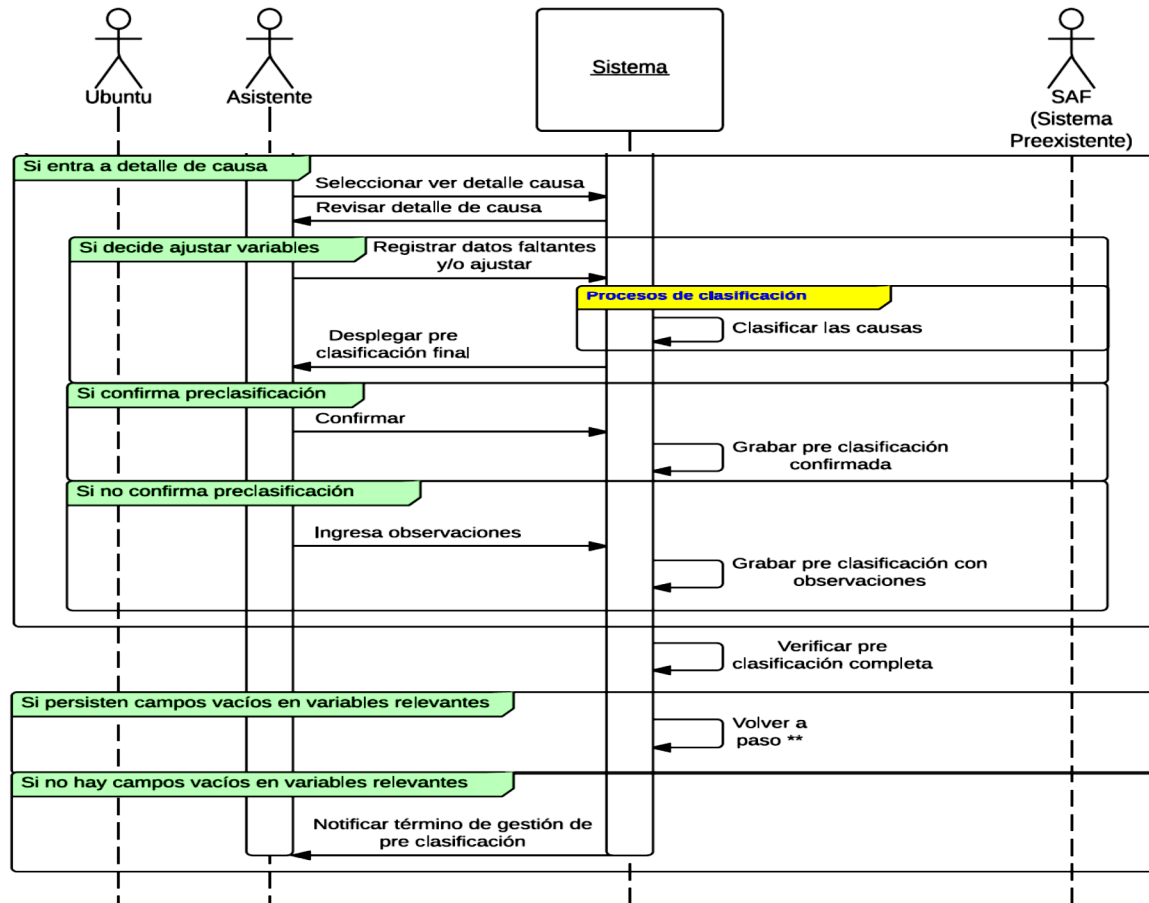 Sistema
Ubuntu
Asistente
SAF
(Sistema
Preexistente)
Si entra a detalle de causa
Seleccionar ver detalle causa
Revisar detalle de causa
Si decide ajustar variables
Registrar datos faltantes
y/o ajustar
Procesos de clasificación
Clasificar las causas
Desplegar pre
clasificación final
Si confirma preclasificación
Confirmar
Grabar pre clasificación
confirmada
Si no confirma preclasificación
Ingresa observaciones
Grabar pre clasificación con
observaciones
Verificar pre
clasificación completa
Si persisten campos vacíos en variables relevantes
Volver a
paso **
Si no hay campos vacíos en variables relevantes
Notificar término de gestión de
pre clasificación